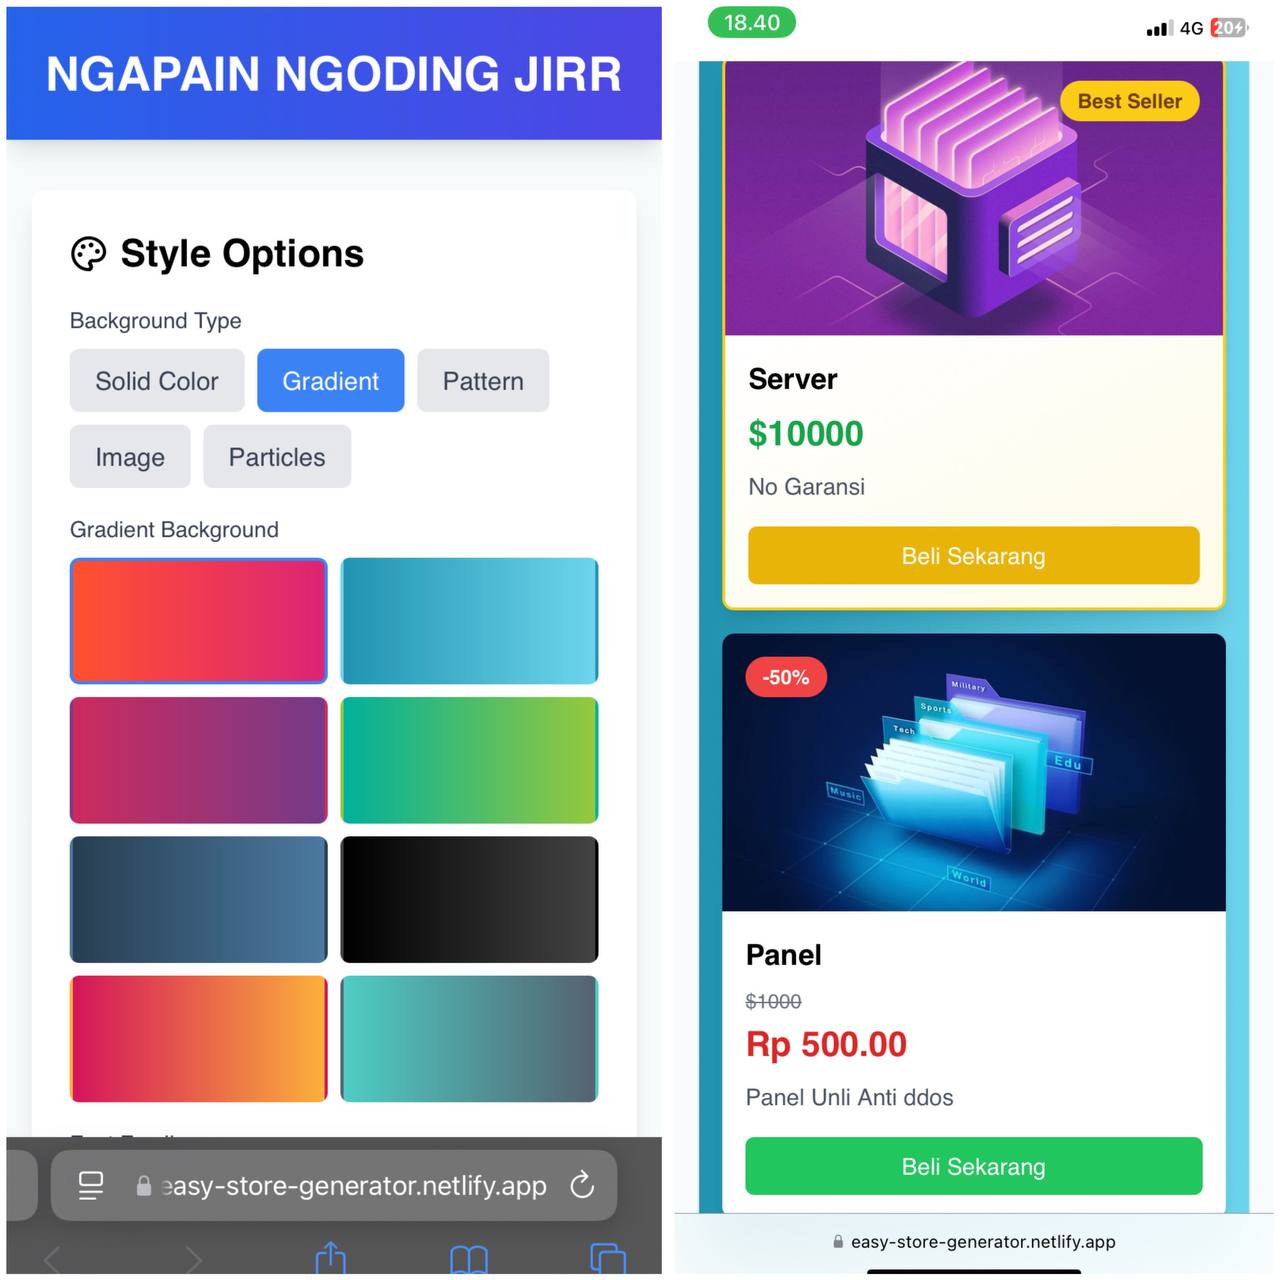 NGAPAIN NGODING JIRR
Style Options
Background Type
Solid Color
Gradient
Pattern
Image
Particles
Gradient Background
easy-store-generator.netlify.app
18.40
4G
20
Best Seller
Server
$10000
No Garansi
Beli Sekarang
-50%
Military
Sports
Tech
Edu
Music
World
Panel
$1000
Rp 500.00
Panel Unli Anti ddos
Beli Sekarang
easy-store-generator.netlify.app